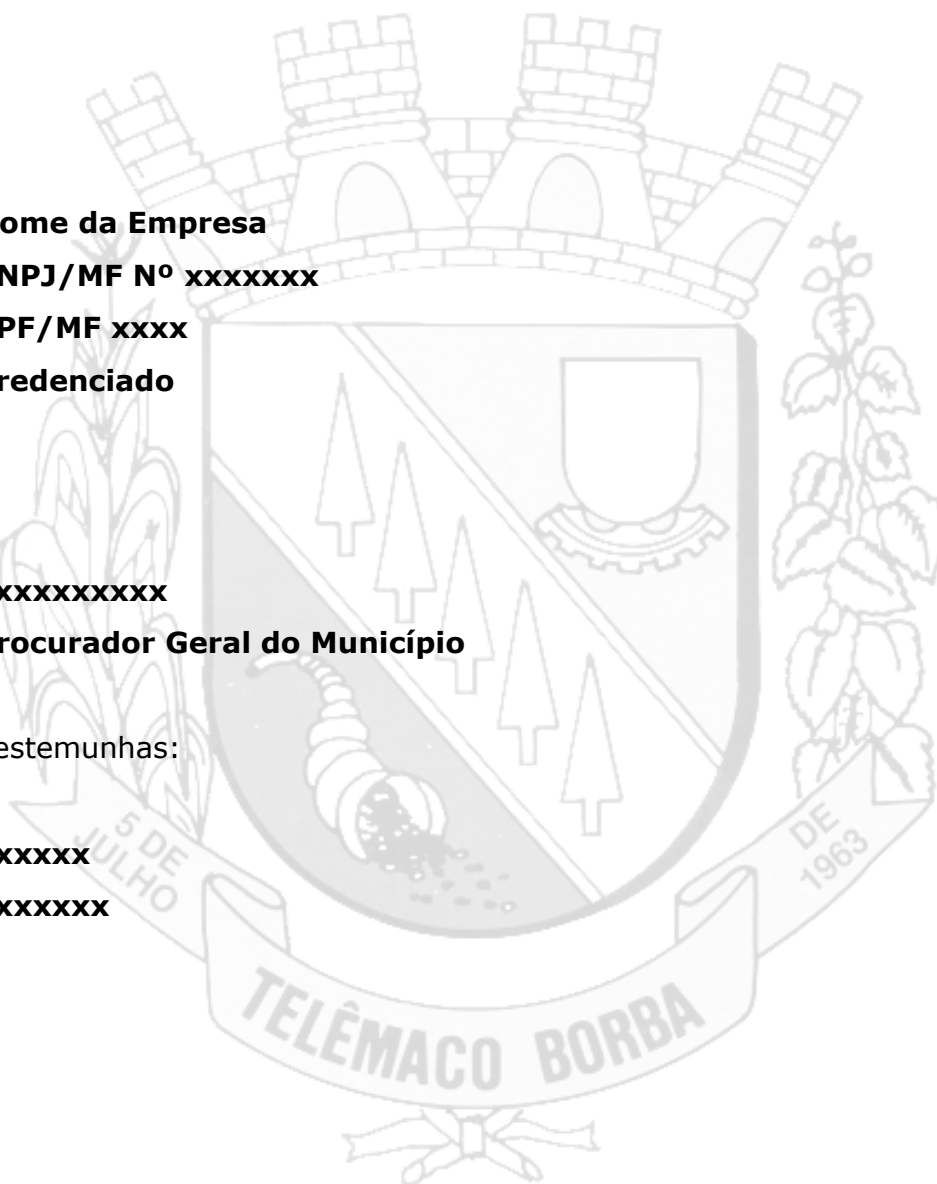 ome da Empresa
NPJ/MF Nº xxxxxxx
PF/MF xxxx
redenciado
xxxxxxxxx
rocurador Geral do Município
estemunhas:
xxxxx
xxxxxx
5 DE JULHO
DE 1963
TELÊMACO BORBA